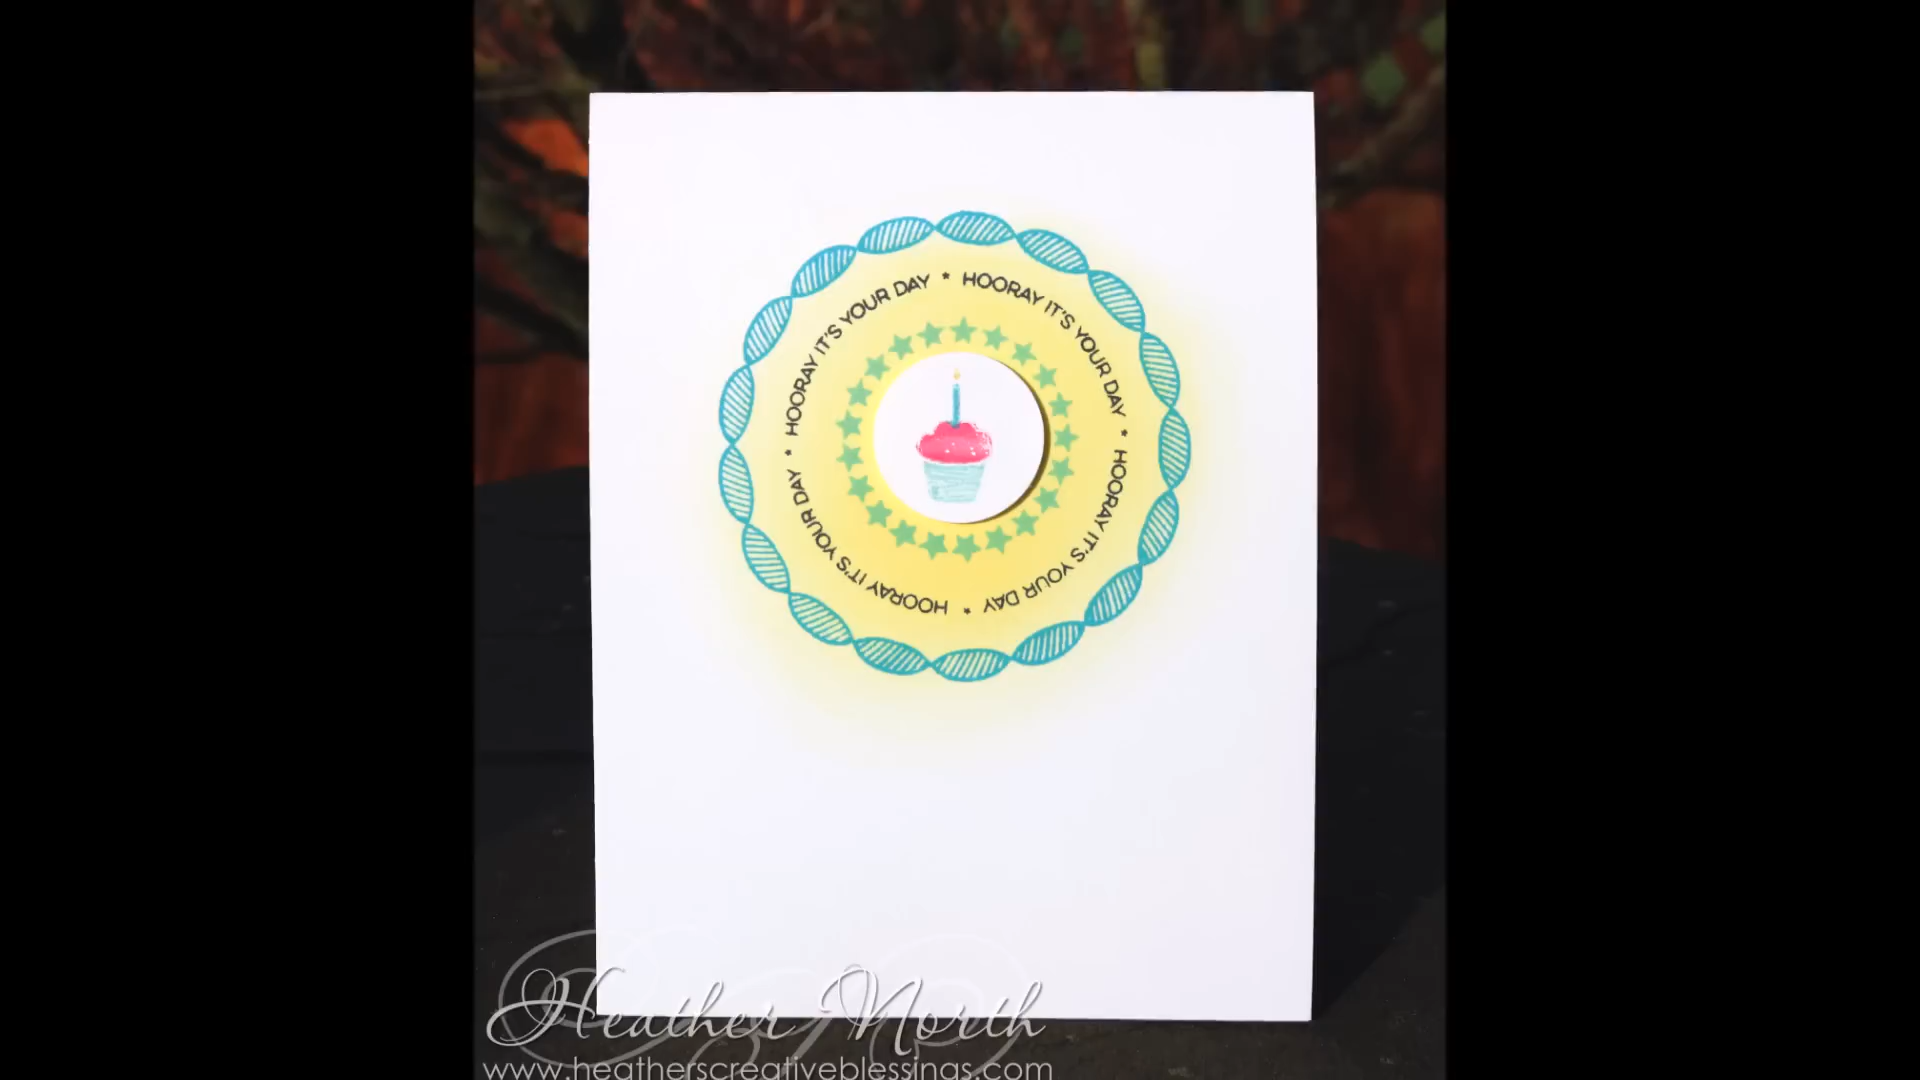 HOORAY IT'S YOUR DAY * HOORAY IT'S YOUR DAY * HOORAY IT'S YOUR DAY * HOORAY IT'S YOUR DAY *
Heather North
www.heatherscreativeblessings.com